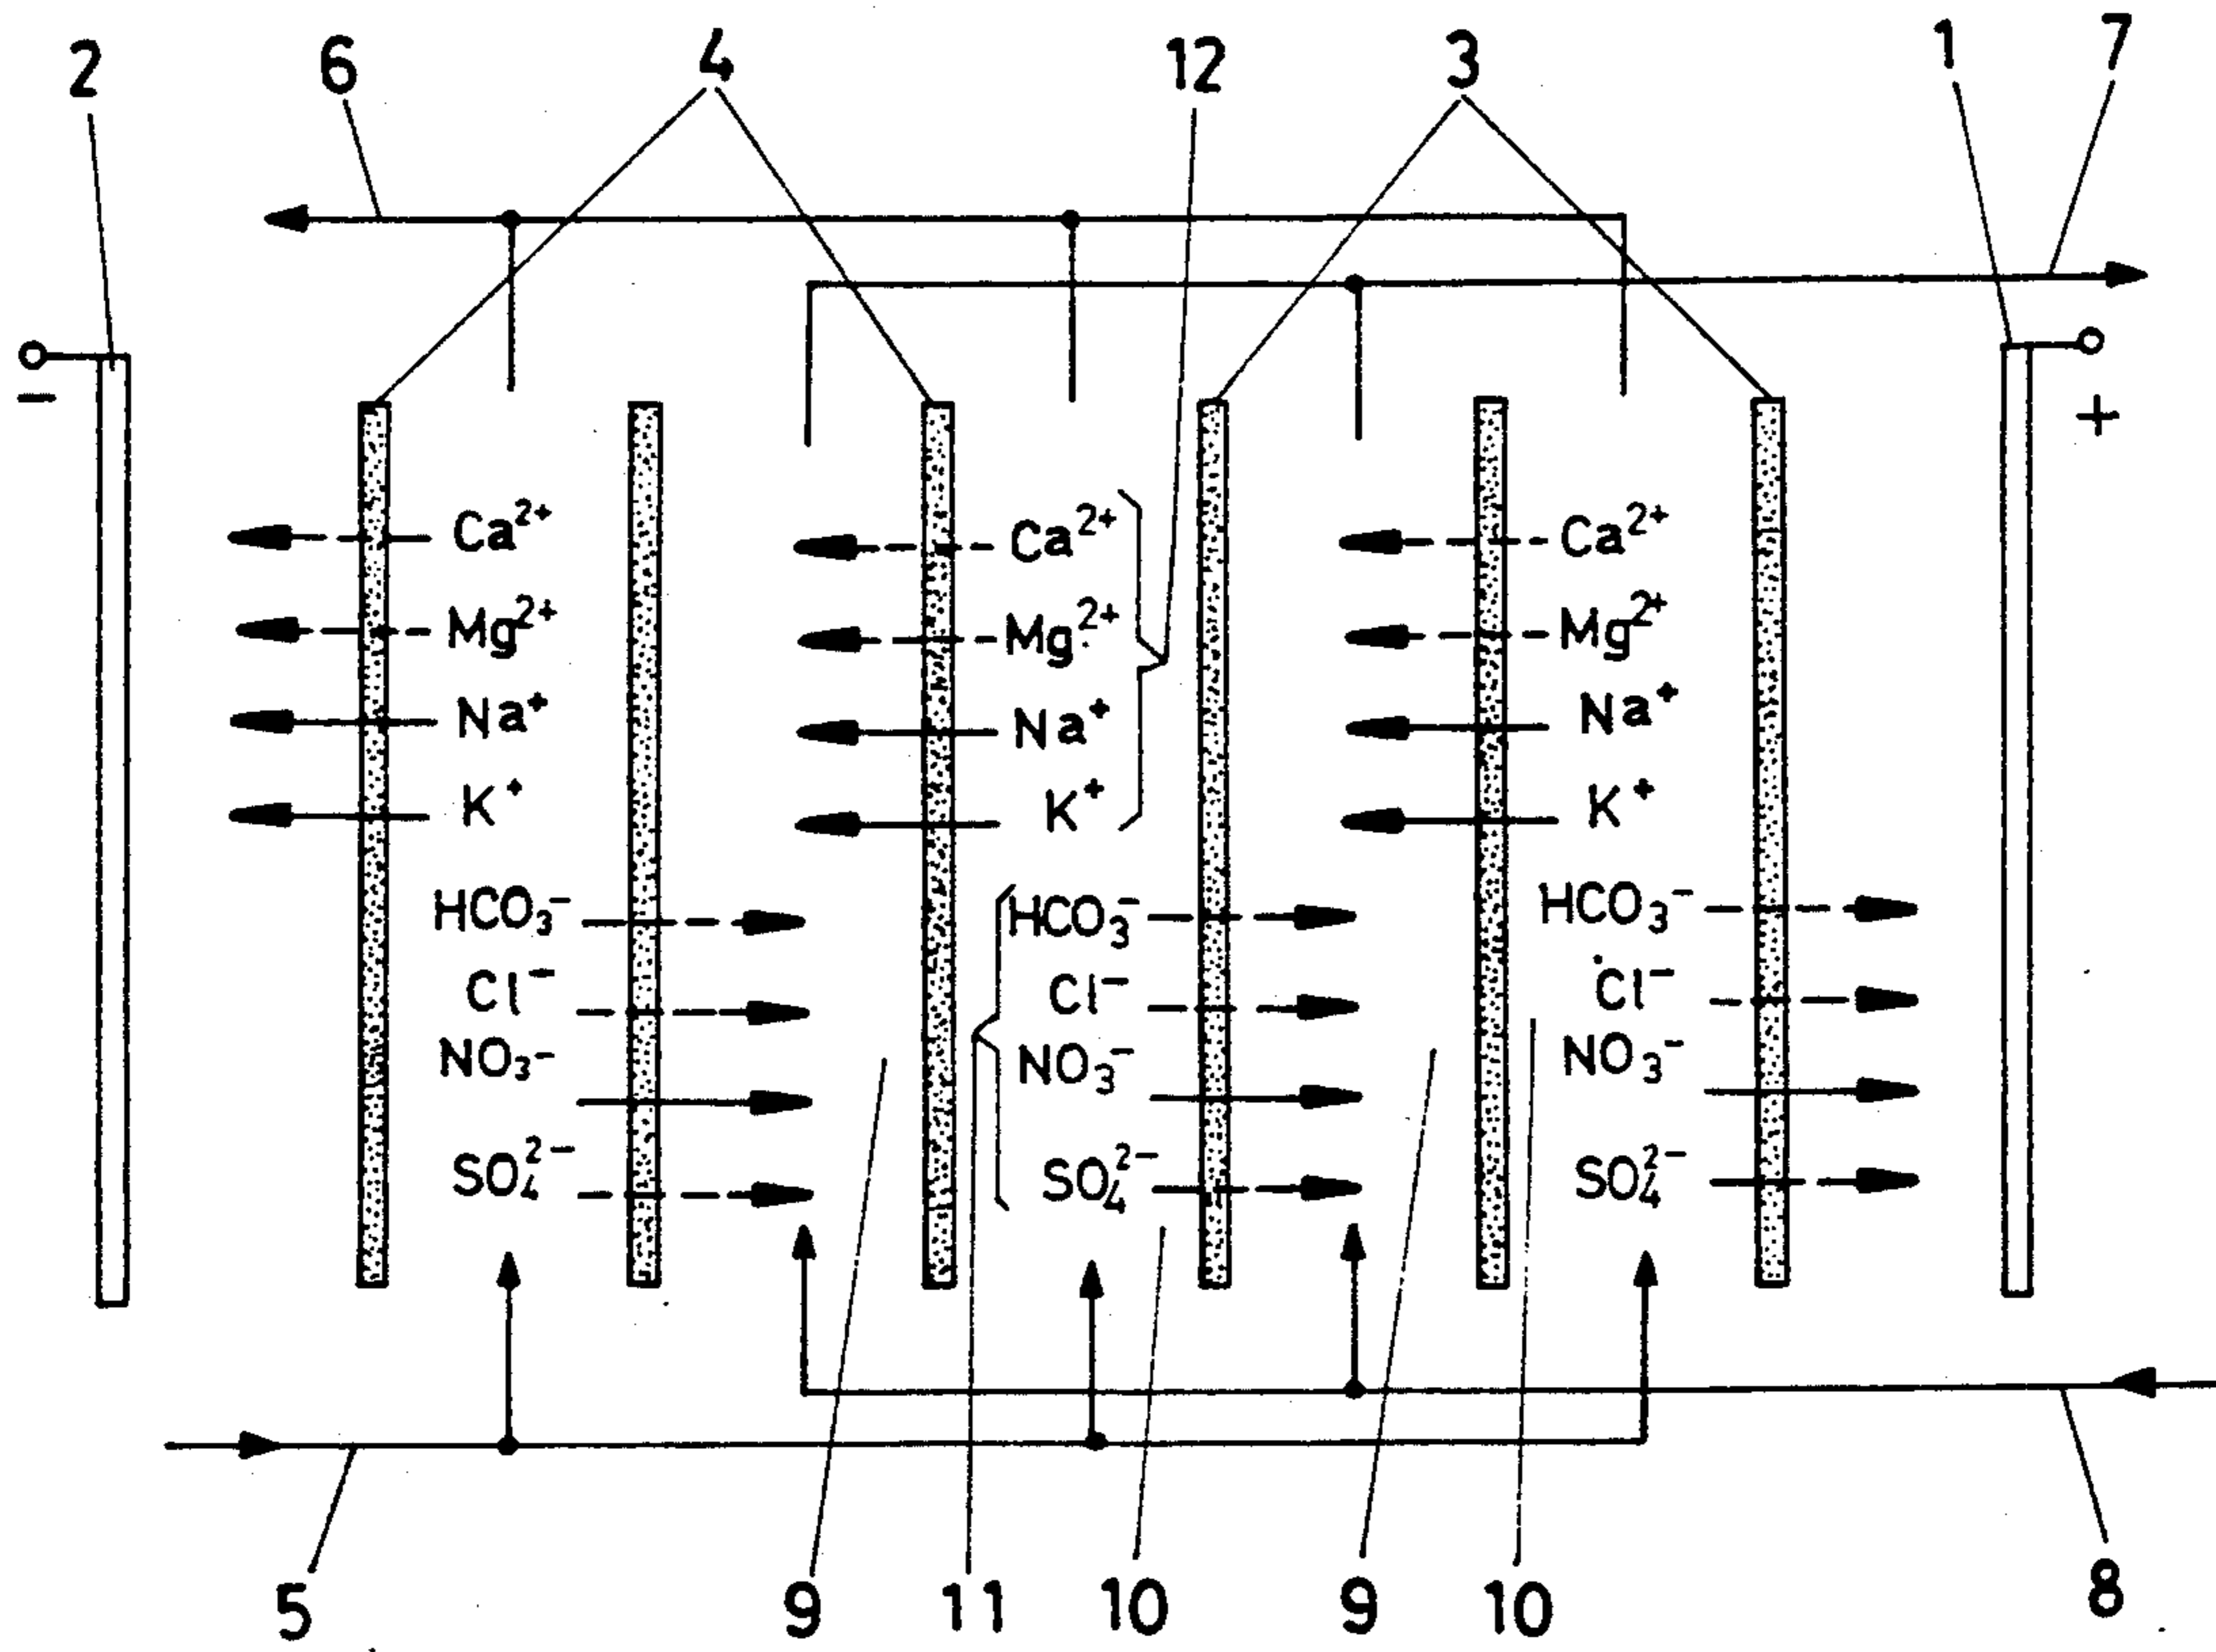 2 6 4 12 3 1 7
− +
Ca²⁺ Ca²⁺ Ca²⁺
Mg²⁺ Mg²⁺ Mg²⁺
Na⁺ Na⁺ Na⁺
K⁺ K⁺ K⁺
HCO₃⁻ HCO₃⁻ HCO₃⁻
Cl⁻ Cl⁻ Cl⁻
NO₃⁻ NO₃⁻ NO₃⁻
SO₄²⁻ SO₄²⁻ SO₄²⁻
5 9 11 10 9 10 8